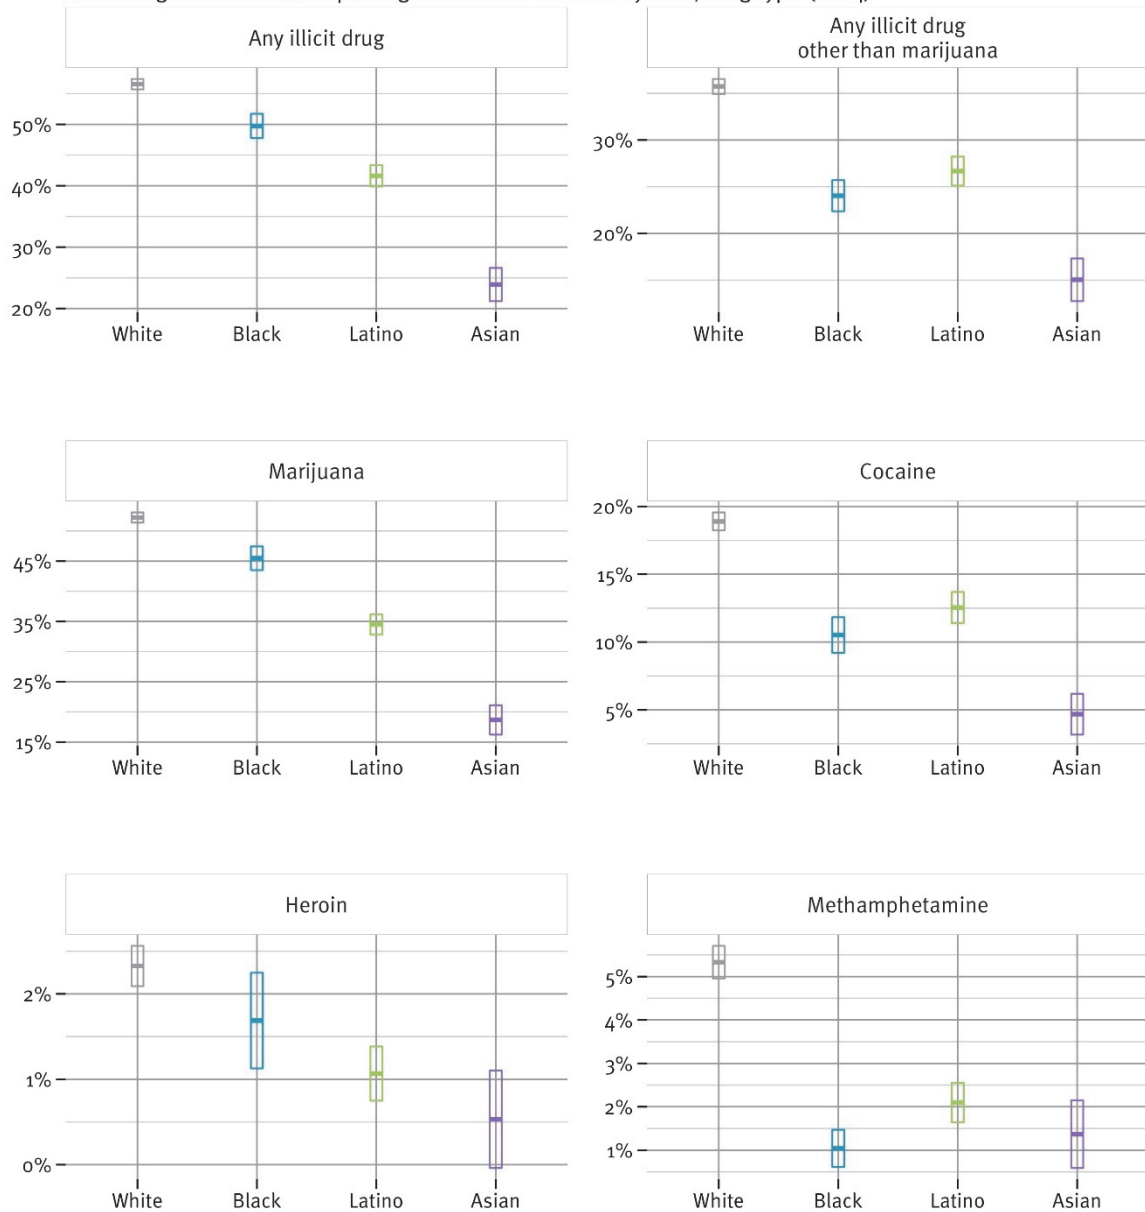 Any illicit drug
50%
40%
30%
20%
White Black Latino Asian
Any illicit drug
other than marijuana
30%
20%
White Black Latino Asian
Marijuana
45%
35%
25%
15%
White Black Latino Asian
Cocaine
20%
15%
10%
5%
White Black Latino Asian
Heroin
2%
1%
0%
White Black Latino Asian
Methamphetamine
5%
4%
3%
2%
1%
White Black Latino Asian